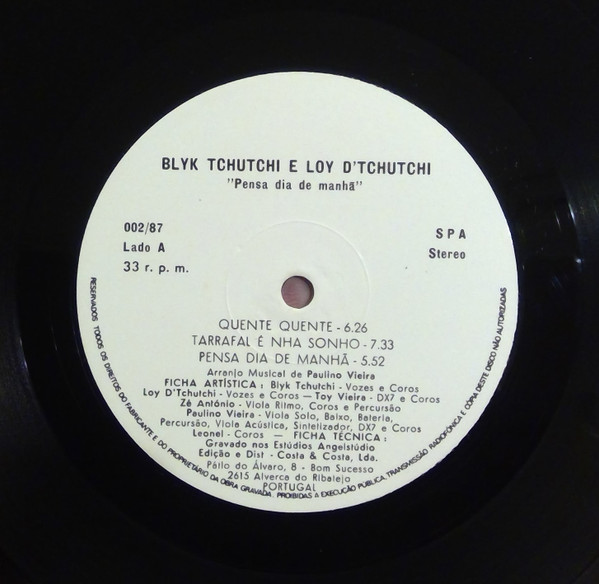 BLYK TCHUTCHI E LOY D'TCHUTCHI
"Pensa dia de manhã"
002/87
Lado A
33 r. p. m.
S P A
Stereo
QUENTE QUENTE - 6.26
TARRAFAL É NHA SONHO - 7.33
PENSA DIA DE MANHÃ - 5.52
Arranjo Musical de Paulino Vieira
FICHA ARTÍSTICA : Blyk Tchutchi - Vozes e Coros
Loy D'Tchutchi - Vozes e Coros — Toy Vieira - DX7 e Coros
Zé António - Viola Ritmo, Coros e Percursão
Paulino Vieira - Viola Solo, Baixo, Bateria,
Percursão, Viola Acústica, Sintetizador, DX7 e Coros
Leonel - Coros — FICHA TÉCNICA :
Gravado nos Estúdios Angelstúdio
Edição e Dist - Costa & Costa, Lda.
Pátio do Álvaro, 8 - Bom Sucesso
2615 Alverca do Ribatejo
PORTUGAL
RESERVADOS TODOS OS DIREITOS DO FABRICANTE E DO PROPRIETÁRIO DA OBRA GRAVADA. PROIBIDAS A EXECUÇÃO PÚBLICA, TRANSMISSÃO RADIOFÓNICA E CÓPIA DESTE DISCO NÃO AUTORIZADAS